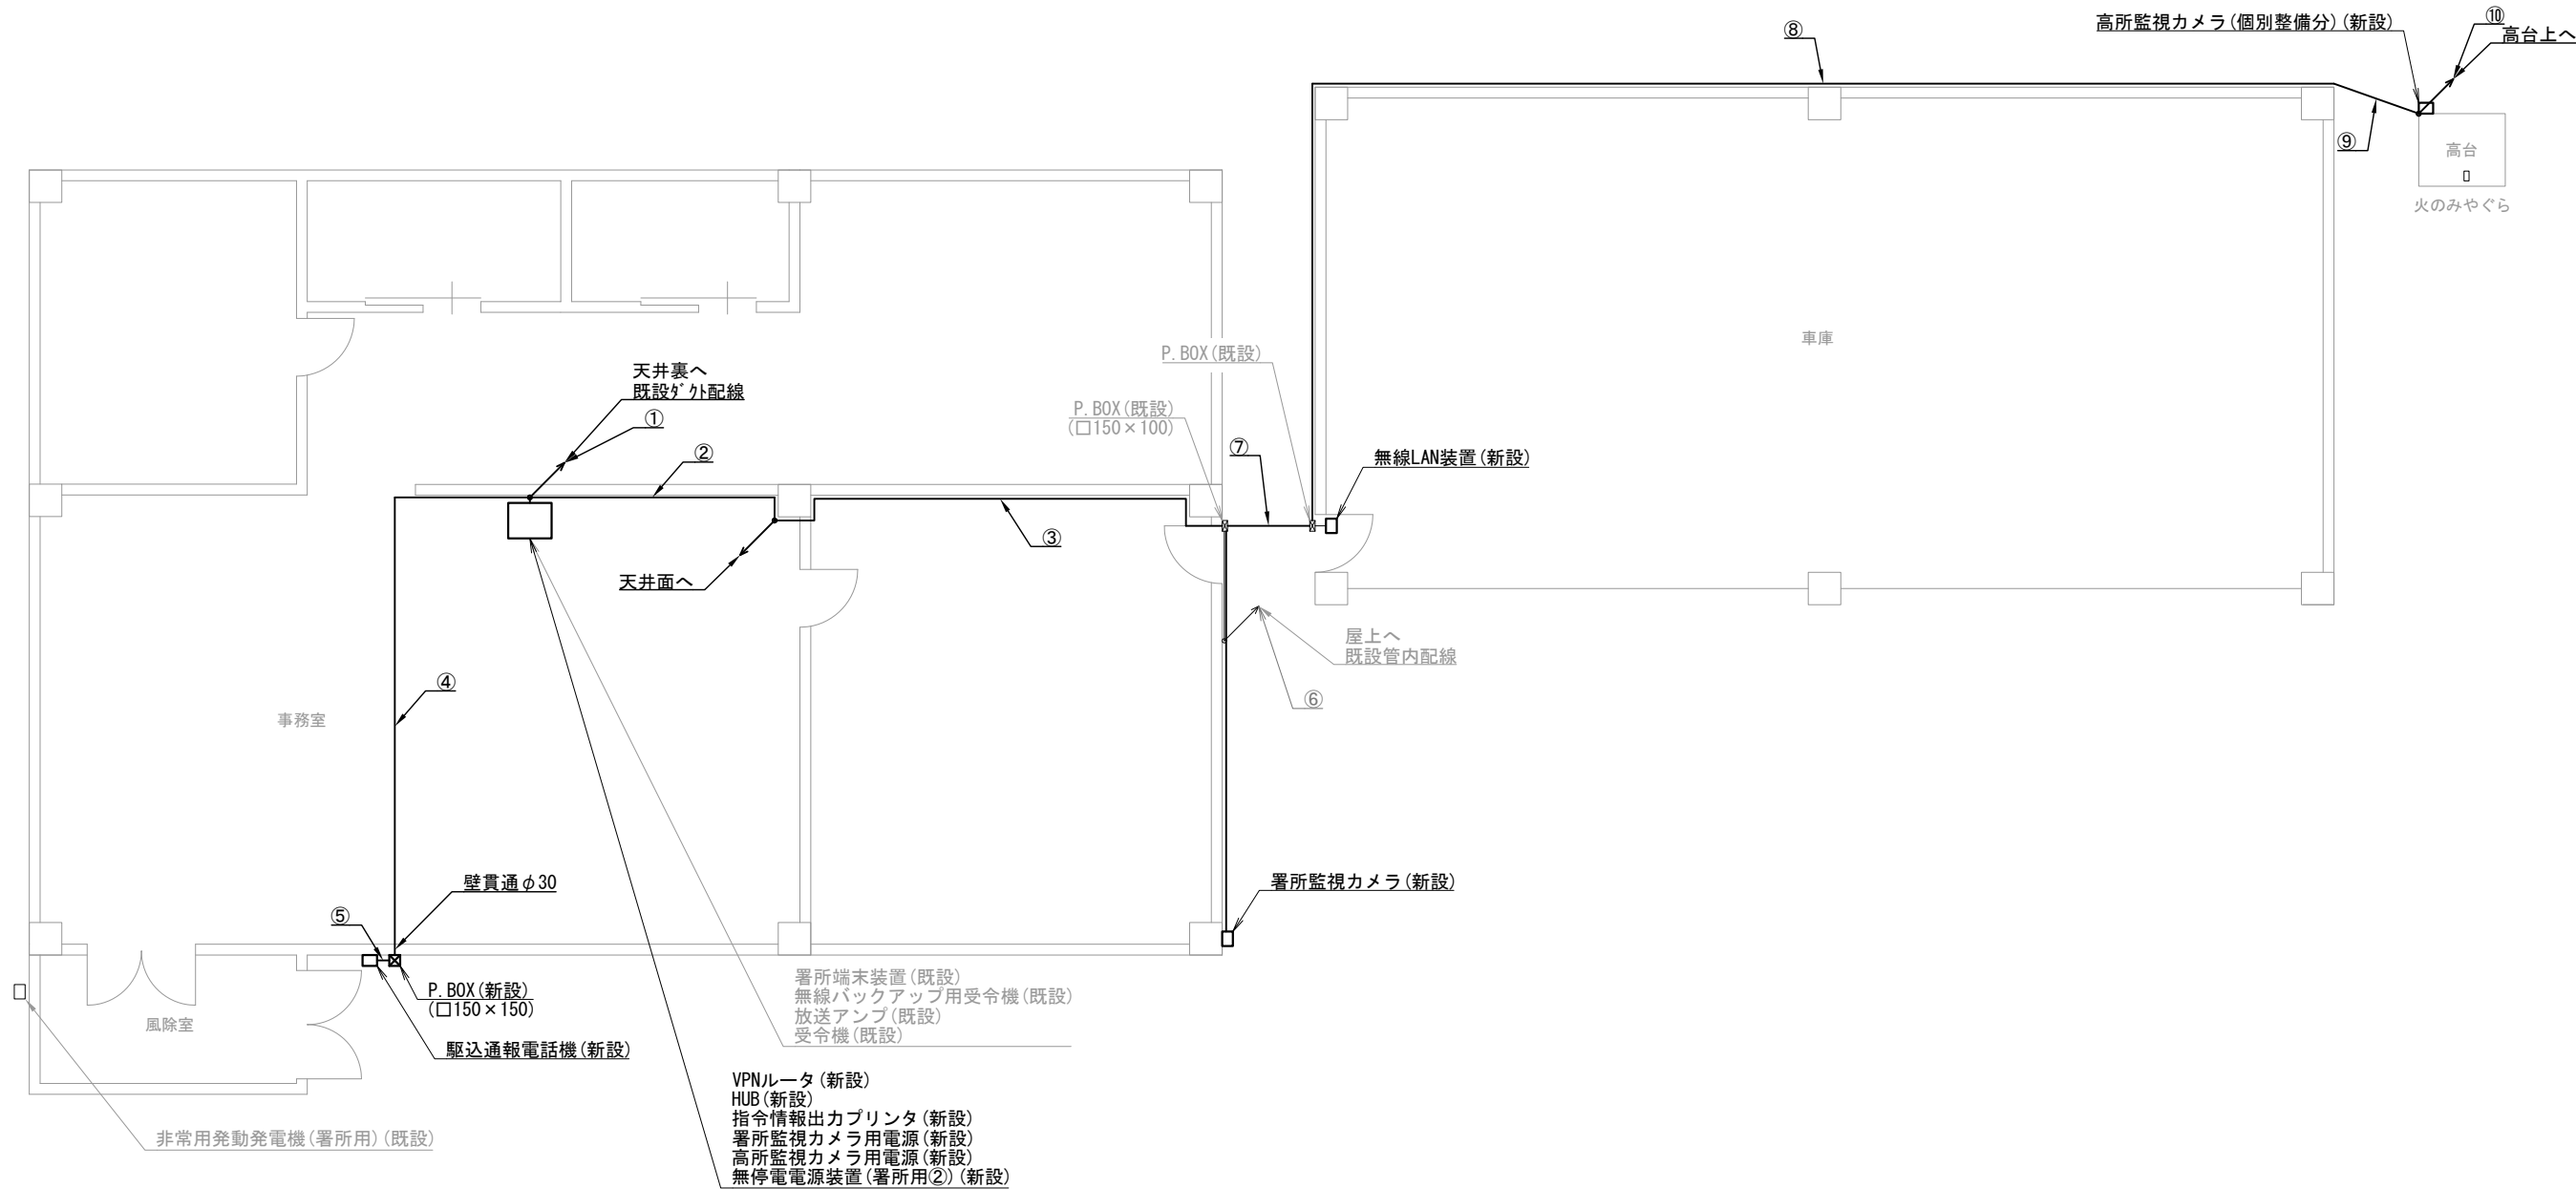 高所監視カメラ(個別整備分)(新設)
⑩
高台上へ
⑧
⑨
高台
火のみやぐら
車庫
P.BOX(既設)
天井裏へ
既設ﾀﾞｸﾄ配線
①
P.BOX(既設)
(□150×100)
②
⑦
無線LAN装置(新設)
③
天井面へ
屋上へ
既設管内配線
⑥
④
事務室
壁貫通φ30
署所監視カメラ(新設)
⑤
P.BOX(新設)
(□150×150)
駆込通報電話機(新設)
風除室
署所端末装置(既設)
無線バックアップ用受令機(既設)
放送アンプ(既設)
受令機(既設)
VPNルータ(新設)
HUB(新設)
指令情報出力プリンタ(新設)
署所監視カメラ用電源(新設)
高所監視カメラ用電源(新設)
無停電電源装置(署所用②)(新設)
非常用発動発電機(署所用)(既設)